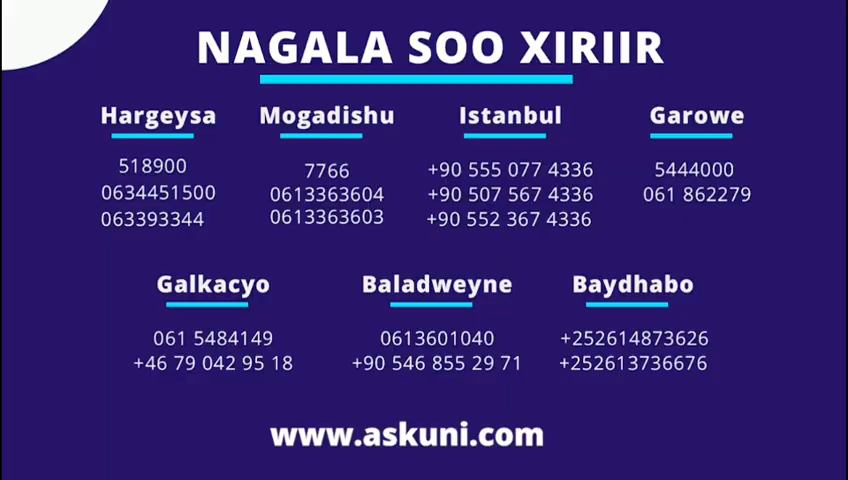 NAGALA SOO XIRIIR
Hargeysa
518900
0634451500
063393344
Mogadishu
7766
0613363604
0613363603
Istanbul
+90 555 077 4336
+90 507 567 4336
+90 552 367 4336
Garowe
5444000
061 862279
Galkacyo
061 5484149
+46 79 042 95 18
Baladweyne
0613601040
+90 546 855 29 71
Baydhabo
+252614873626
+252613736676
www.askuni.com